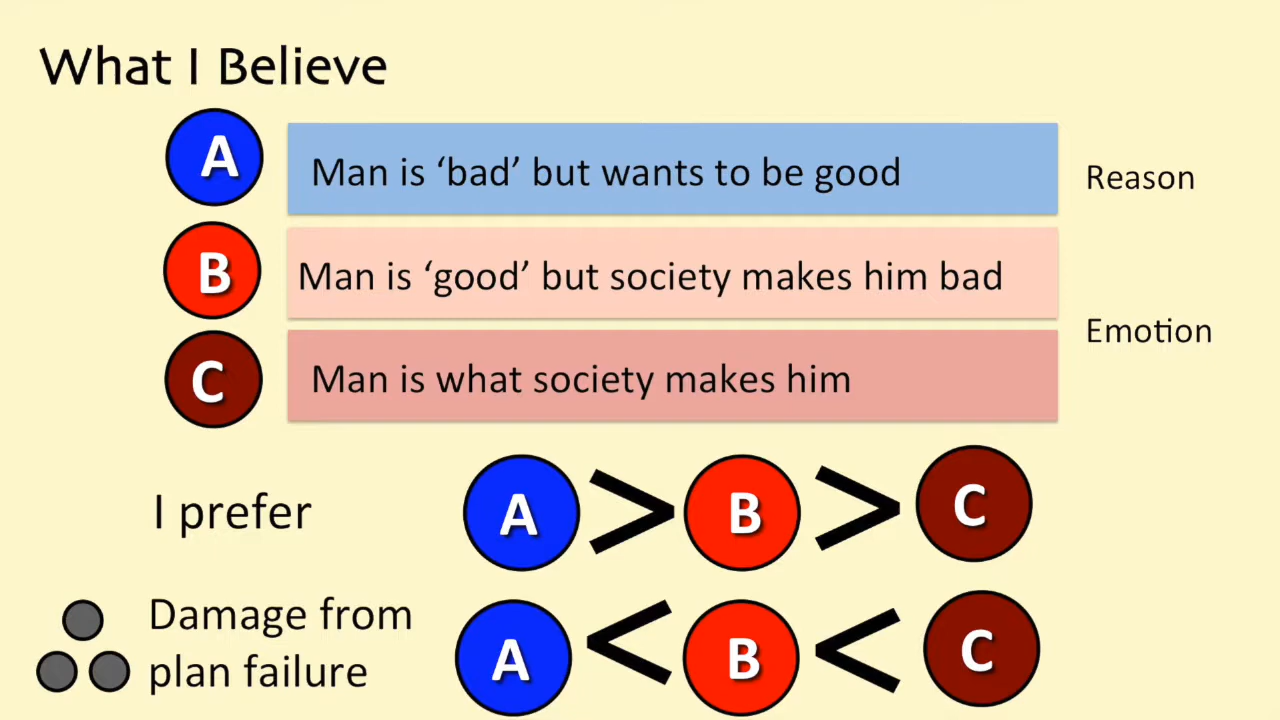 What I Believe
A Man is ‘bad’ but wants to be good Reason
B Man is ‘good’ but society makes him bad
Emotion
C Man is what society makes him
I prefer A > B > C
Damage from
plan failure A < B < C